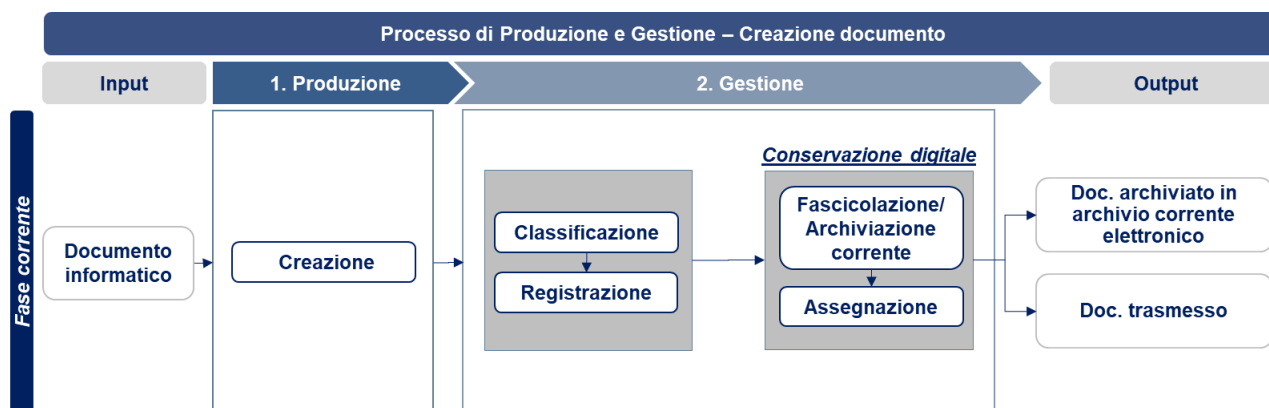 Processo di Produzione e Gestione – Creazione documento
Input
1. Produzione
2. Gestione
Output
Fase corrente
Documento
informatico
Creazione
Classificazione
Registrazione
Conservazione digitale
Fascicolazione/
Archiviazione
corrente
Assegnazione
Doc. archiviato in
archivio corrente
elettronico
Doc. trasmesso